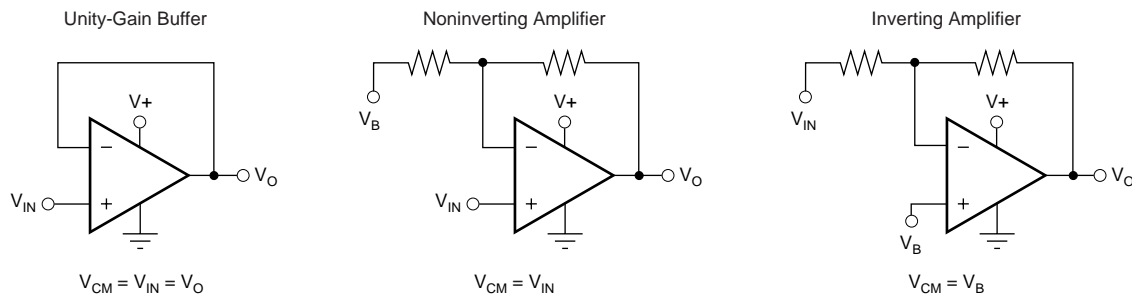 Unity-Gain Buffer
V+
−
V_IN
+
V_O
V_CM = V_IN = V_O
Noninverting Amplifier
V_B
V+
−
V_IN
+
V_O
V_CM = V_IN
Inverting Amplifier
V_IN
V+
−
+
V_B
V_O
V_CM = V_B